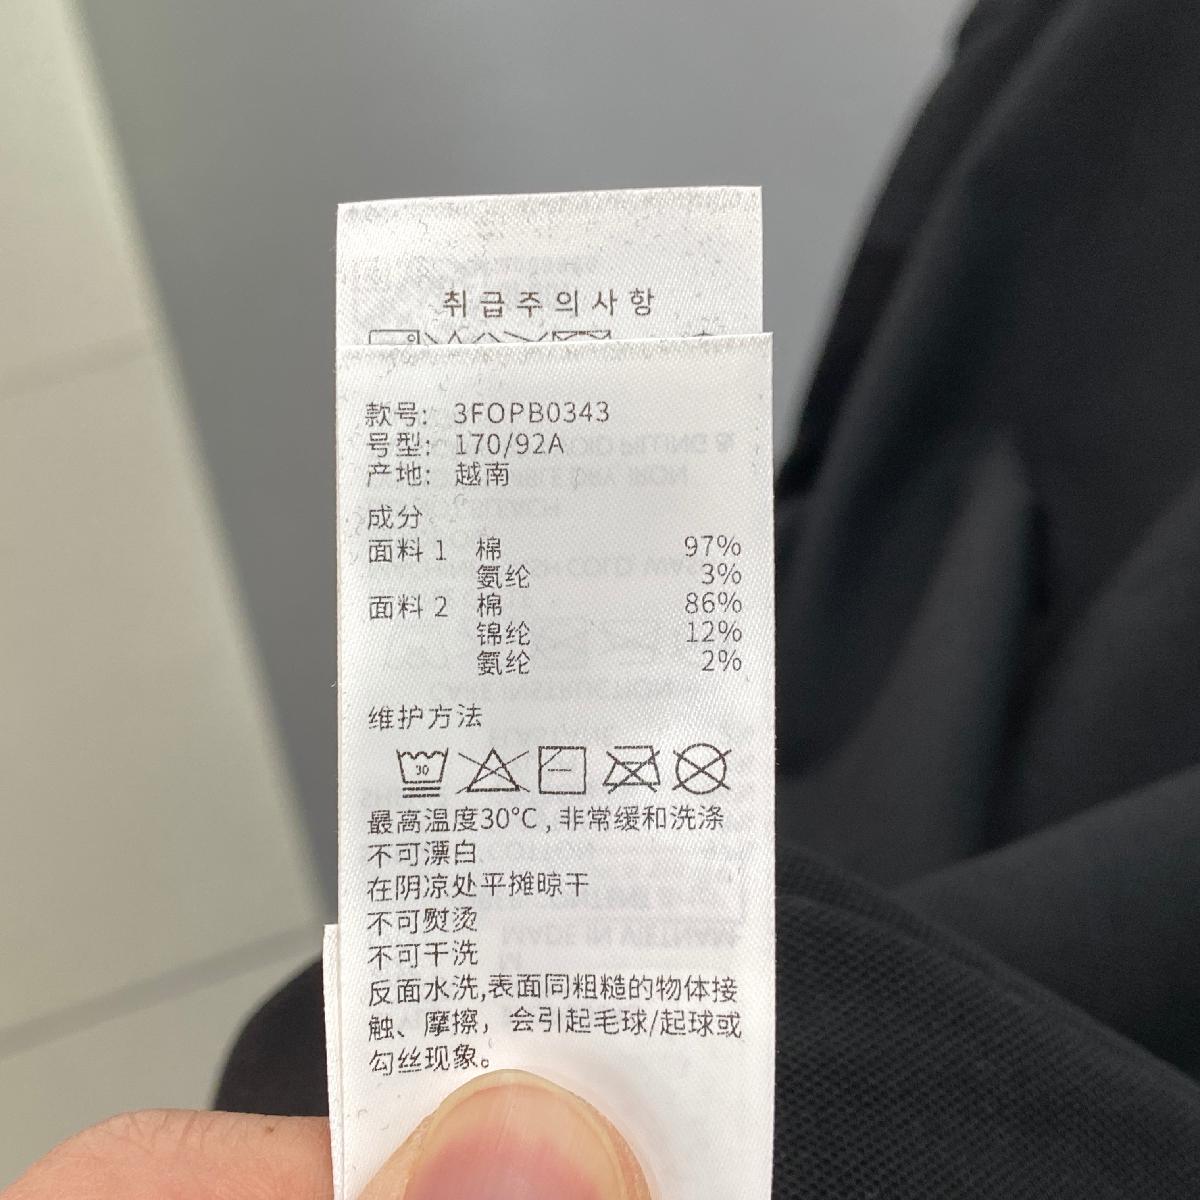 취급주의사항
款号: 3FOPB0343
号型: 170/92A
产地: 越南
成分
面料 1 棉 97%
氨纶 3%
面料 2 棉 86%
锦纶 12%
氨纶 2%
维护方法
30
最高温度30℃,非常缓和洗涤
不可漂白
在阴凉处平摊晾干
不可熨烫
不可干洗
反面水洗,表面同粗糙的物体接
触、摩擦，会引起毛球/起球或
勾丝现象。